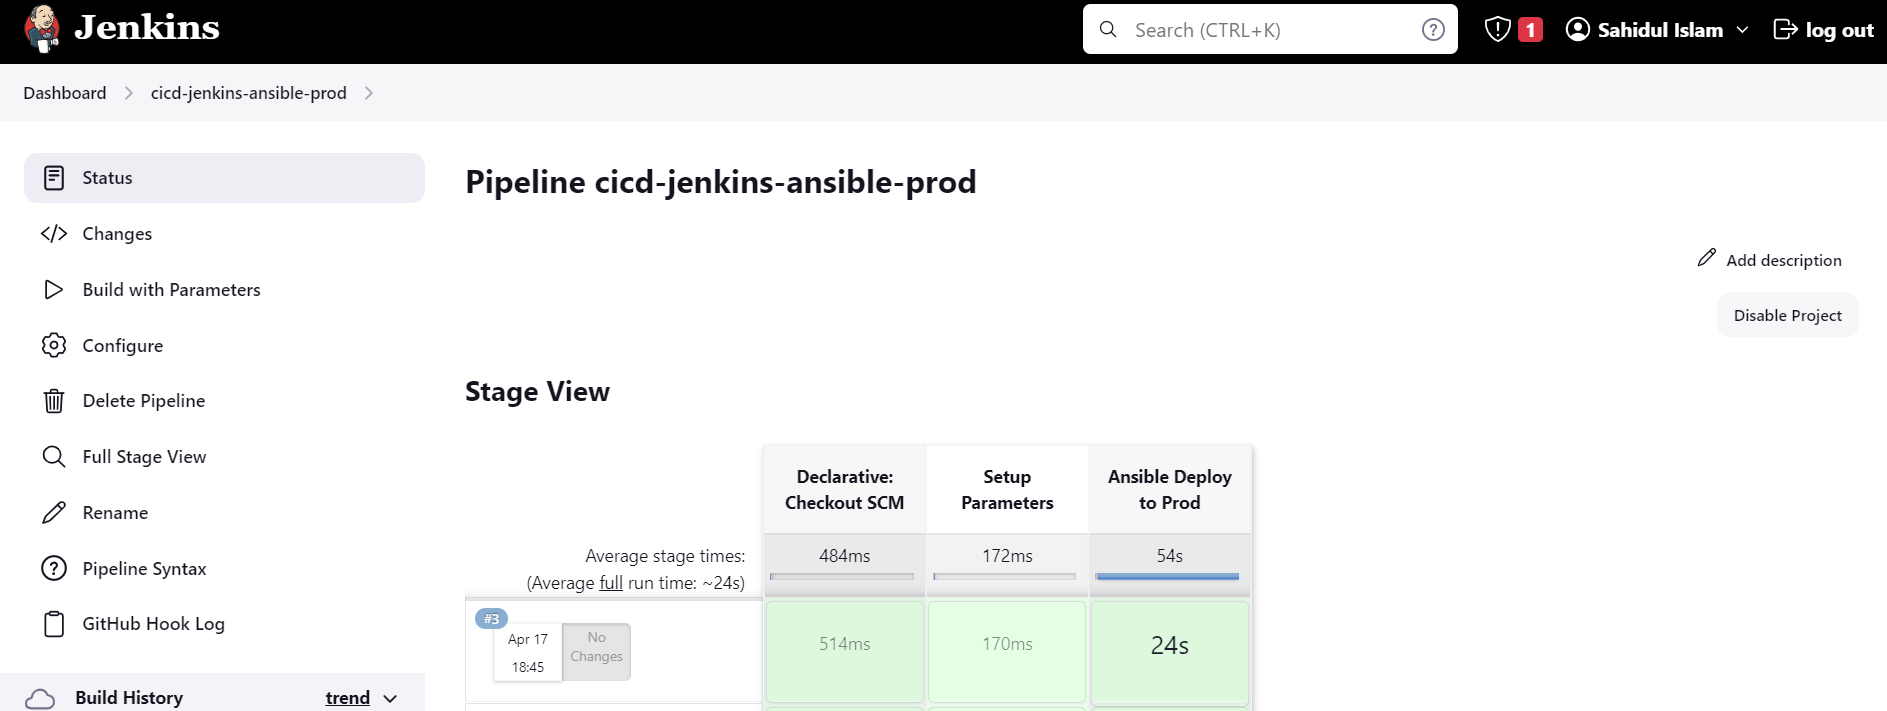 Jenkins
Search (CTRL+K)
1
Sahidul Islam
log out
Dashboard
cicd-jenkins-ansible-prod
Status
Changes
Build with Parameters
Configure
Delete Pipeline
Full Stage View
Rename
Pipeline Syntax
GitHub Hook Log
Build History
trend
Pipeline cicd-jenkins-ansible-prod
Add description
Disable Project
Stage View
Declarative:
Checkout SCM
Setup
Parameters
Ansible Deploy
to Prod
Average stage times:
(Average full run time: ~24s)
484ms
172ms
54s
#3
Apr 17
18:45
No
Changes
514ms
170ms
24s